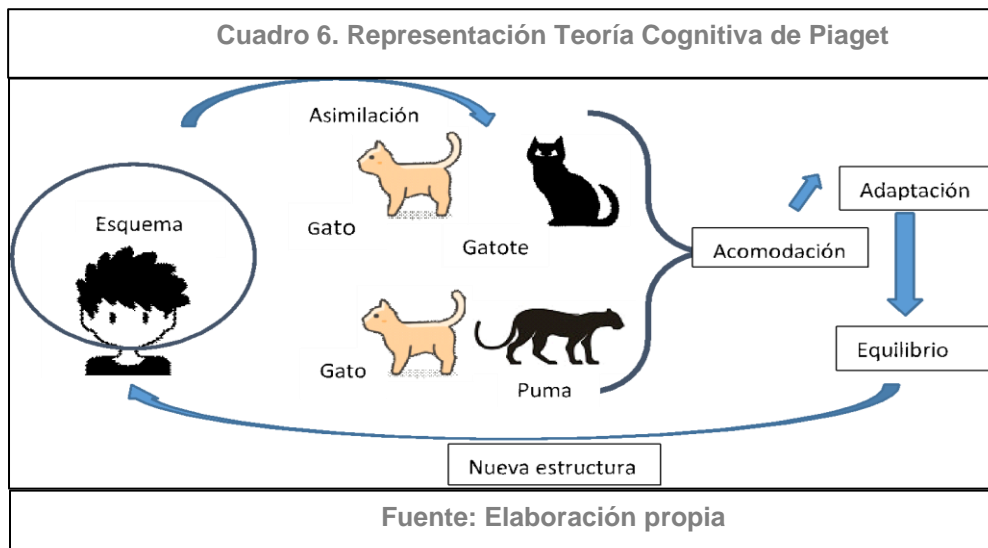 Cuadro 6. Representación Teoría Cognitiva de Piaget
Asimilación
Esquema
Gato
Gatote
Acomodación
Adaptación
Gato
Puma
Equilibrio
Nueva estructura
Fuente: Elaboración propia